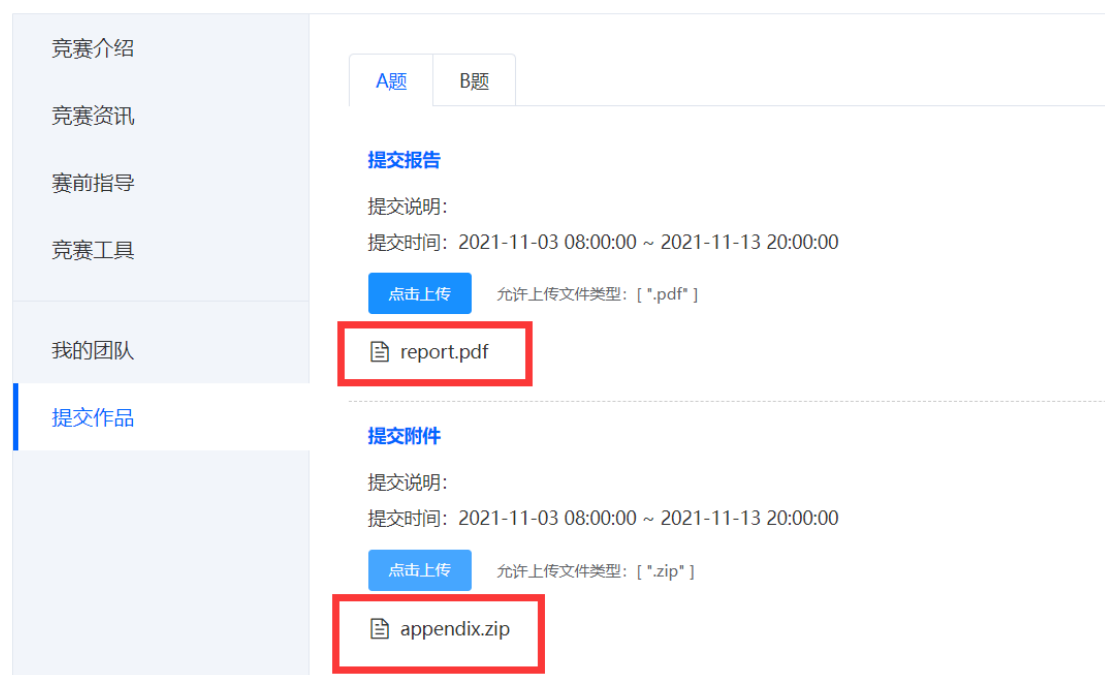 竞赛介绍
竞赛资讯
赛前指导
竞赛工具
我的团队
提交作品
A题 B题
提交报告
提交说明：
提交时间：2021-11-03 08:00:00 ~ 2021-11-13 20:00:00
点击上传 允许上传文件类型：[ ".pdf" ]
report.pdf
提交附件
提交说明：
提交时间：2021-11-03 08:00:00 ~ 2021-11-13 20:00:00
点击上传 允许上传文件类型：[ ".zip" ]
appendix.zip